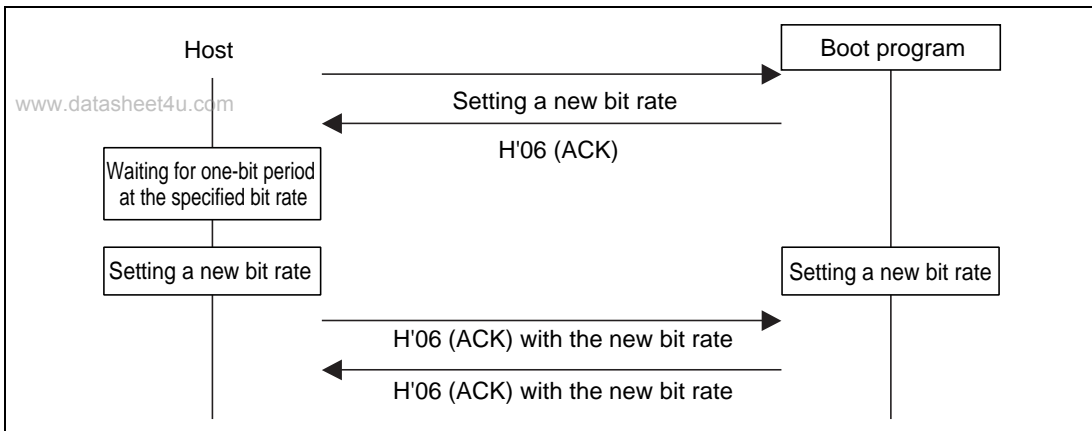 Host
Boot program
www.datasheet4u.com
Setting a new bit rate
H'06 (ACK)
Waiting for one-bit period
at the specified bit rate
Setting a new bit rate
Setting a new bit rate
H'06 (ACK) with the new bit rate
H'06 (ACK) with the new bit rate